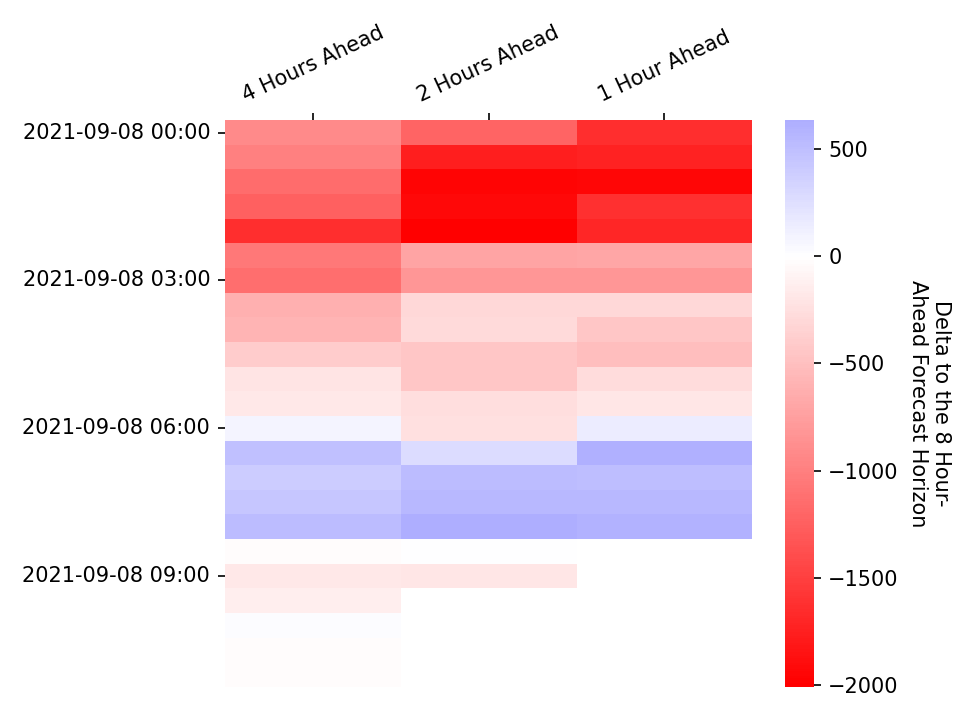 4 Hours Ahead
2 Hours Ahead
1 Hour Ahead
2021-09-08 00:00
2021-09-08 03:00
2021-09-08 06:00
2021-09-08 09:00
500
0
−500
−1000
−1500
−2000
Delta to the 8 Hour-
Ahead Forecast Horizon